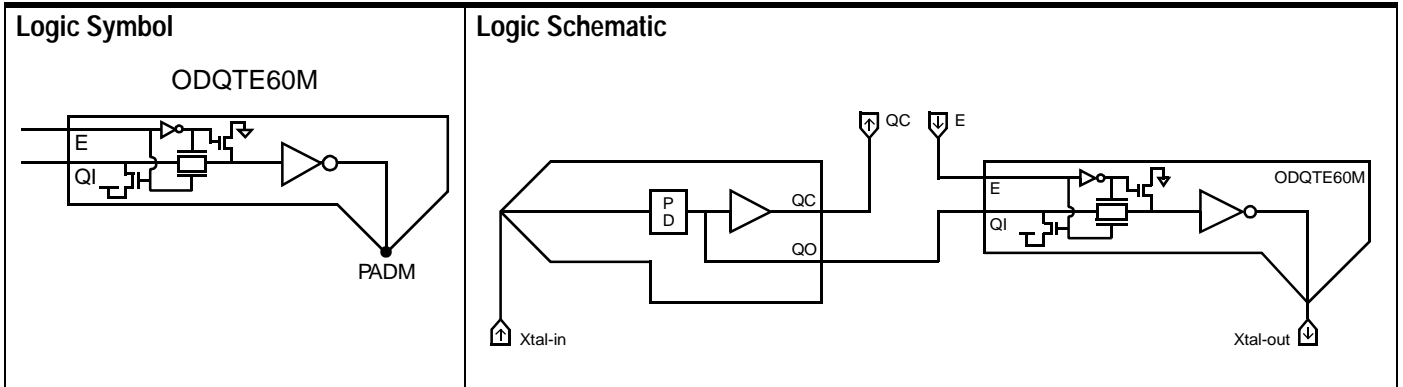 Logic Symbol
ODQTE60M
E
QI
PADM
Logic Schematic
QC
E
P
D
QC
QO
E
QI
ODQTE60M
Xtal-in
Xtal-out